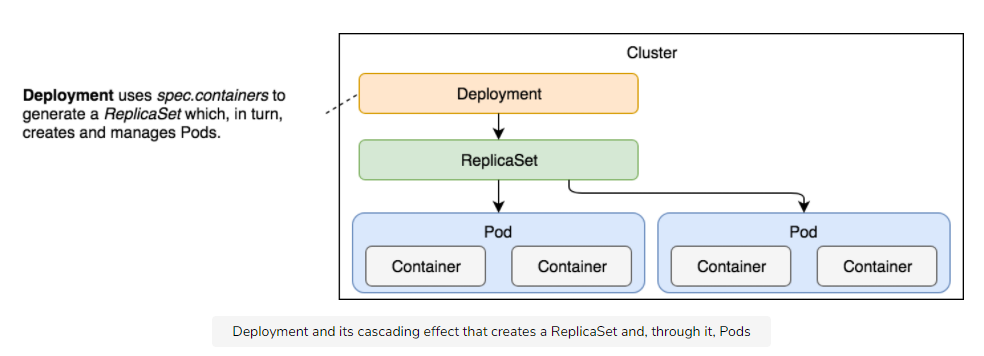 Cluster
Deployment uses spec.containers to
generate a ReplicaSet which, in turn,
creates and manages Pods.
Deployment
ReplicaSet
Pod
Pod
Container
Container
Container
Container
Deployment and its cascading effect that creates a ReplicaSet and, through it, Pods